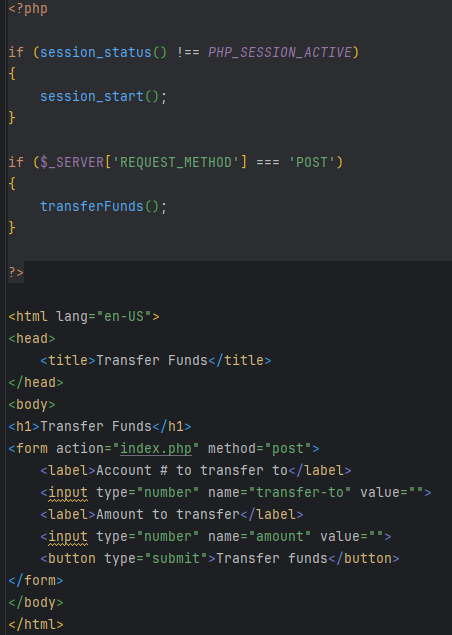 <?php
if (session_status() !== PHP_SESSION_ACTIVE)
{
    session_start();
}
if ($_SERVER['REQUEST_METHOD'] === 'POST')
{
    transferFunds();
}
?>
<html lang="en-US">
<head>
    <title>Transfer Funds</title>
</head>
<body>
<h1>Transfer Funds</h1>
<form action="index.php" method="post">
    <label>Account # to transfer to</label>
    <input type="number" name="transfer-to" value="">
    <label>Amount to transfer</label>
    <input type="number" name="amount" value="">
    <button type="submit">Transfer funds</button>
</form>
</body>
</html>